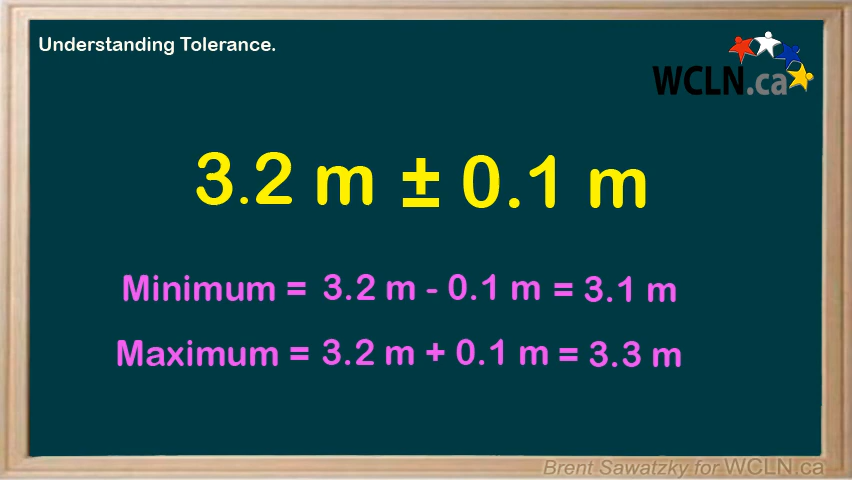 Understanding Tolerance.
WCLN.ca
3.2 m ± 0.1 m
Minimum = 3.2 m - 0.1 m = 3.1 m
Maximum = 3.2 m + 0.1 m = 3.3 m
Brent Sawatzky for WCLN.ca